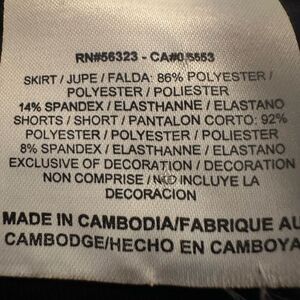 RN#56323 - CA#05553
SKIRT / JUPE / FALDA: 86% POLYESTER /
POLYESTER / POLIESTER
14% SPANDEX / ELASTHANNE / ELASTANO
SHORTS / SHORT / PANTALON CORTO: 92%
POLYESTER / POLYESTER / POLIESTER
8% SPANDEX / ELASTHANNE / ELASTANO
EXCLUSIVE OF DECORATION / DECORATION
NON COMPRISE / NO INCLUYE LA
DECORACION
MADE IN CAMBODIA/FABRIQUE AU
CAMBODGE/HECHO EN CAMBOYA